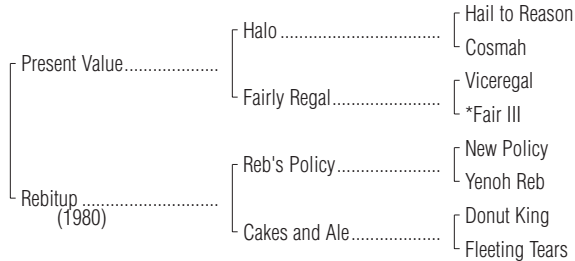 Hail to Reason
Halo
Cosmah
Present Value
Viceregal
Fairly Regal
*Fair III
New Policy
Reb's Policy
Yenoh Reb
Rebitup
(1980)
Donut King
Cakes and Ale
Fleeting Tears